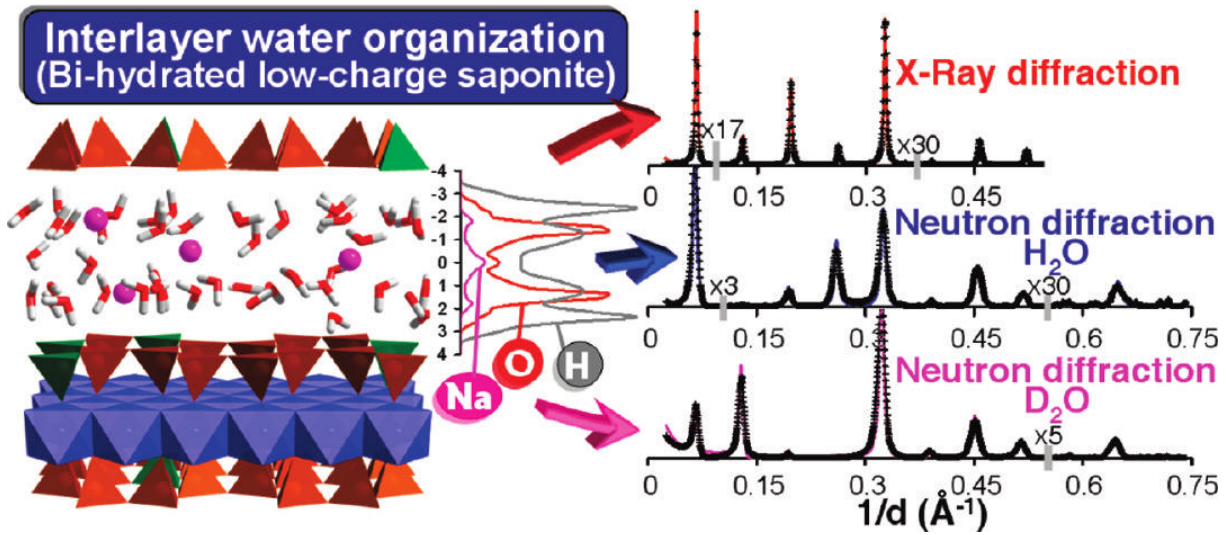 Interlayer water organization
(Bi-hydrated low-charge saponite)
X-Ray diffraction
x17
x30
0 0.15 0.3 0.45
-4
-3
-2
-1
0
1
2
3
4
Na
O
H
Neutron diffraction
H₂O
x3
x30
0 0.15 0.45 0.6 0.75
Neutron diffraction
D₂O
x5
0 0.15 0.3 0.45 0.6 0.75
1/d (Å⁻¹)